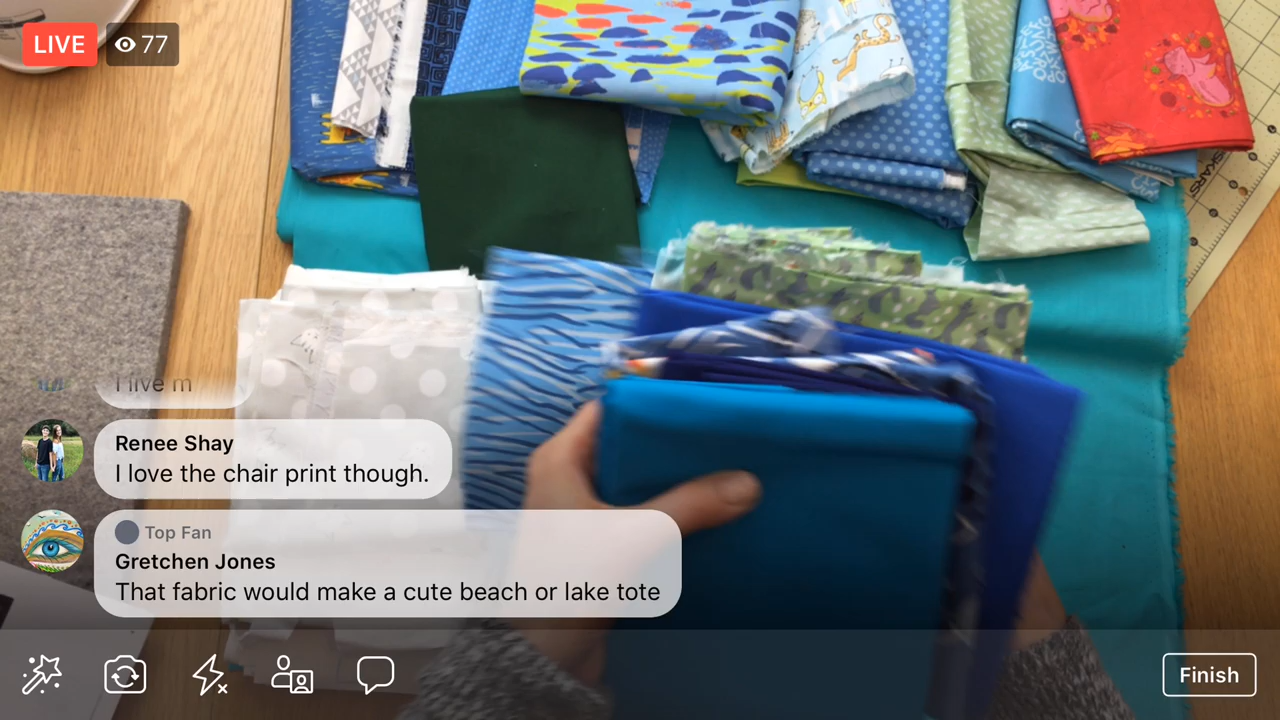 LIVE
77
I live m
Renee Shay
I love the chair print though.
Top Fan
Gretchen Jones
That fabric would make a cute beach or lake tote
Finish